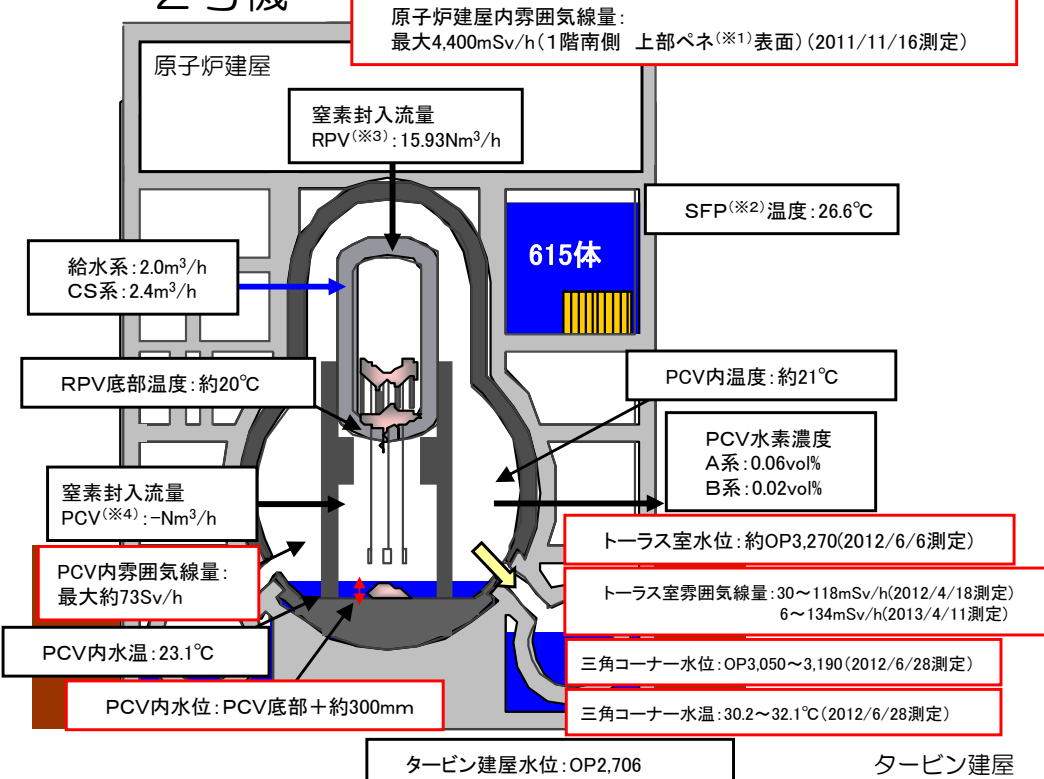 ２号機
原子炉建屋内雰囲気線量：
最大4,400mSv/h（１階南側　上部ペネ(※1)表面）（2011/11/16測定）
原子炉建屋
窒素封入流量
RPV(※3)：15.93Nm3/h
SFP(※2)温度：26.6℃
615体
給水系：2.0m3/h
CS系：2.4m3/h
RPV底部温度：約20℃
PCV内温度：約21℃
PCV水素濃度
A系：0.06vol%
B系：0.02vol%
窒素封入流量
PCV(※4)：-Nm3/h
トーラス室水位：約OP3,270(2012/6/6測定）
PCV内雰囲気線量：
最大約73Sv/h
トーラス室雰囲気線量：30～118mSv/h(2012/4/18測定）
6～134mSv/h(2013/4/11測定）
PCV内水温：23.1℃
三角コーナー水位：OP3,050～3,190（2012/6/28測定）
PCV内水位：PCV底部＋約300mm
三角コーナー水温：30.2～32.1℃（2012/6/28測定）
タービン建屋水位：OP2,706
タービン建屋